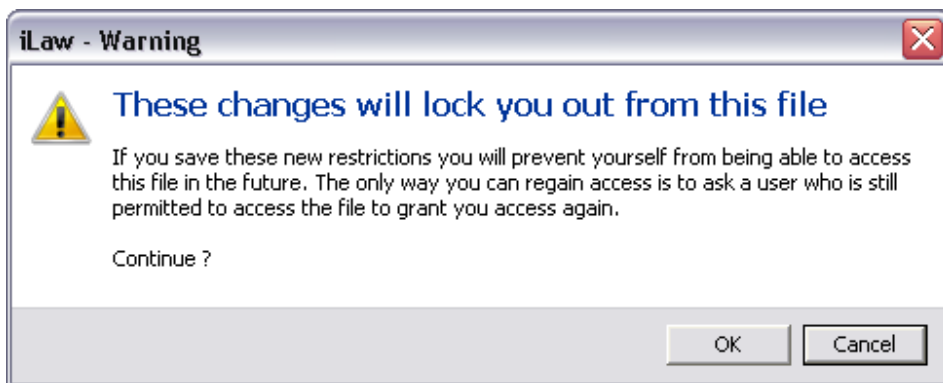 iLaw - Warning
These changes will lock you out from this file
If you save these new restrictions you will prevent yourself from being able to access
this file in the future. The only way you can regain access is to ask a user who is still
permitted to access the file to grant you access again.
Continue ?
OK Cancel